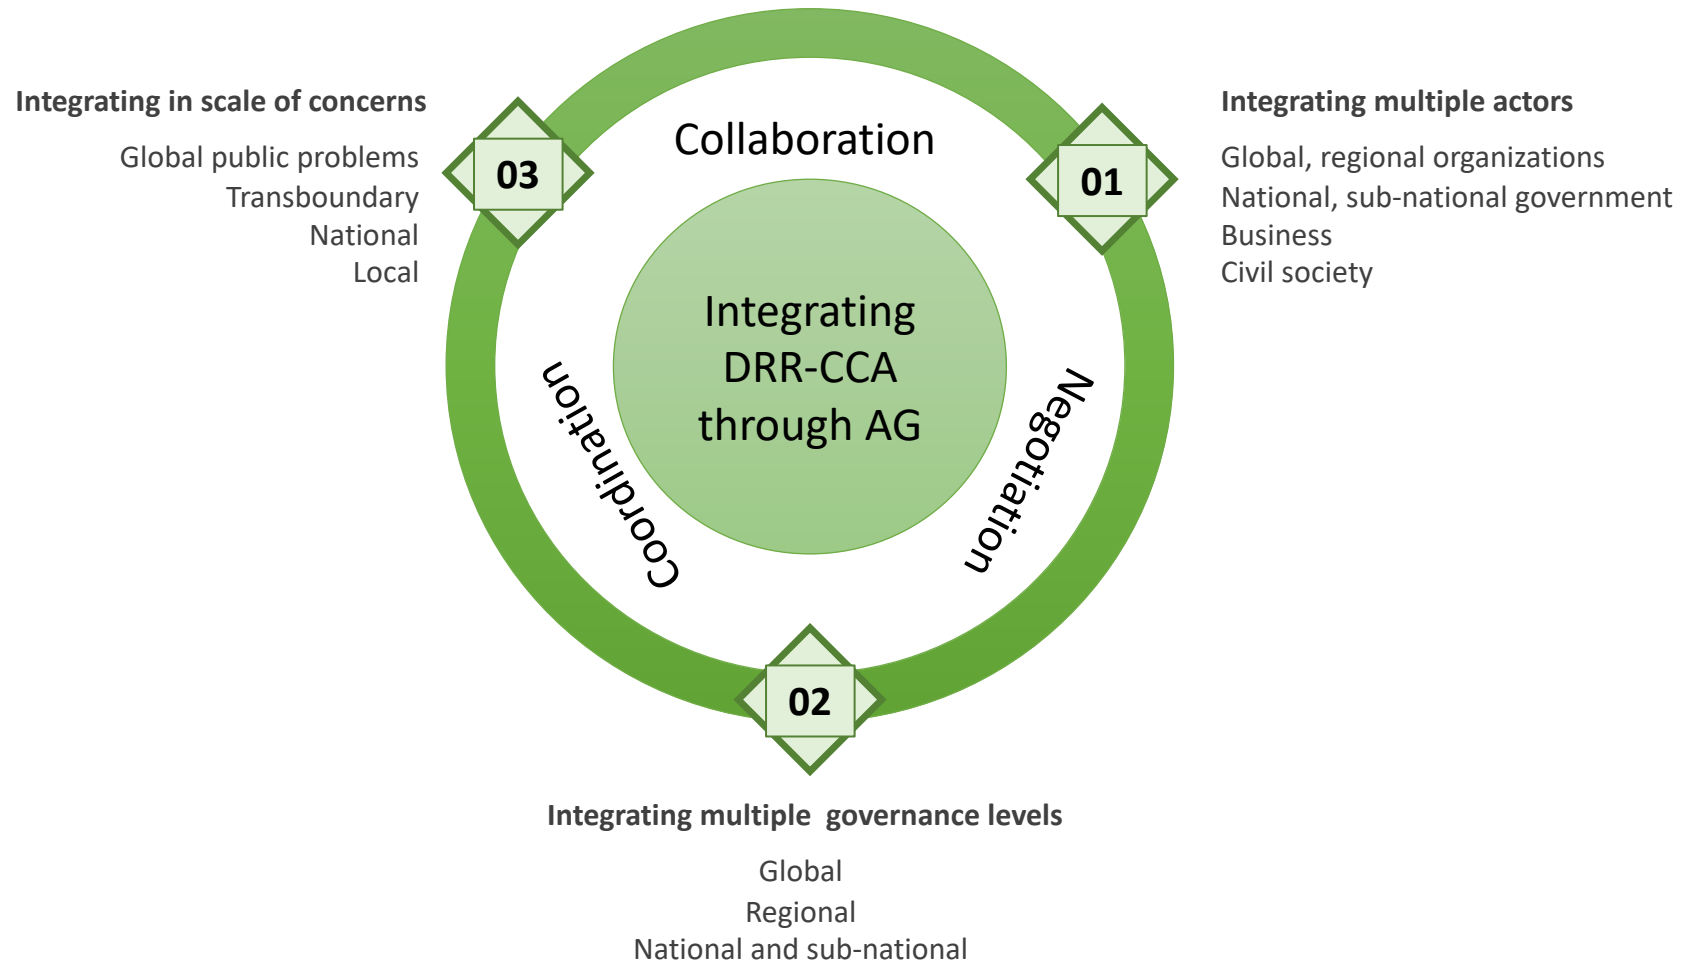 Integrating in scale of concerns
Global public problems
Transboundary
National
Local
03
Collaboration
01
Integrating multiple actors
Global, regional organizations
National, sub-national government
Business
Civil society
Integrating
DRR-CCA
through AG
Coordination
Negotiation
02
Integrating multiple  governance levels
Global
Regional
National and sub-national